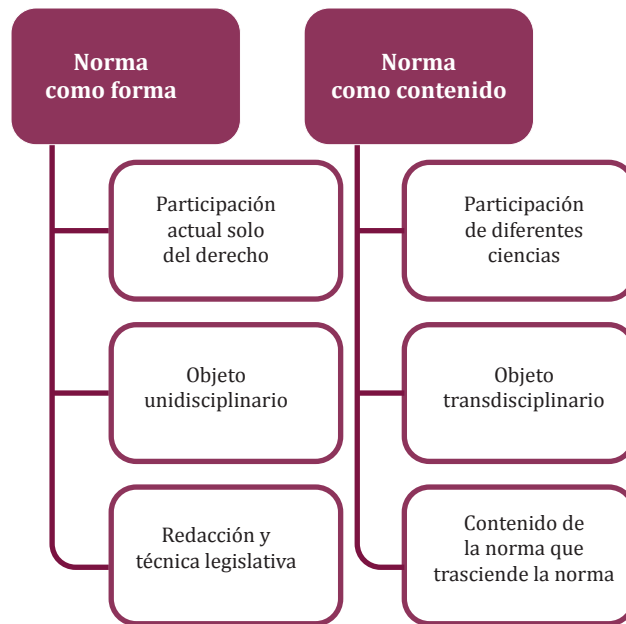 Norma
como forma
Participación
actual solo
del derecho
Objeto
unidisciplinario
Redacción y
técnica legislativa
Norma
como contenido
Participación
de diferentes
ciencias
Objeto
transdisciplinario
Contenido de
la norma que
trasciende la norma